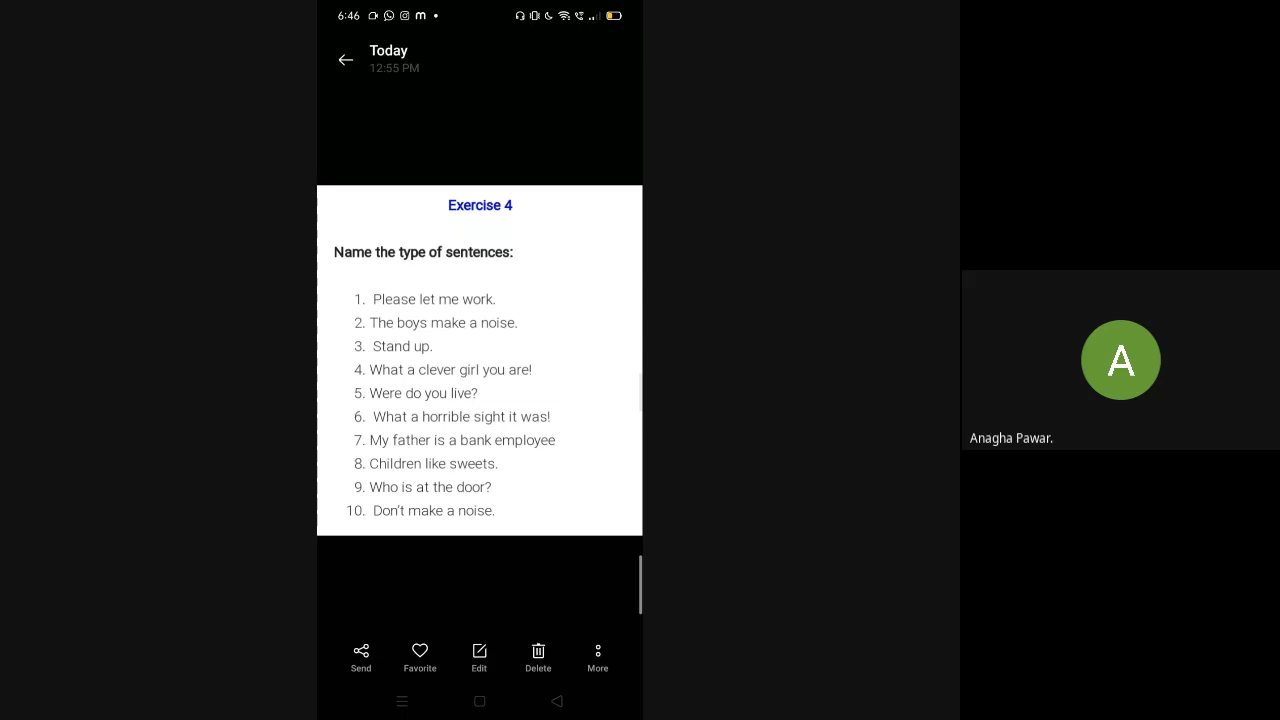 6:46
Today
12:55 PM
Exercise 4
Name the type of sentences:
1. Please let me work.
2. The boys make a noise.
3. Stand up.
4. What a clever girl you are!
5. Were do you live?
6. What a horrible sight it was!
7. My father is a bank employee
8. Children like sweets.
9. Who is at the door?
10. Don't make a noise.
Send Favorite Edit Delete More
A
Anagha Pawar.